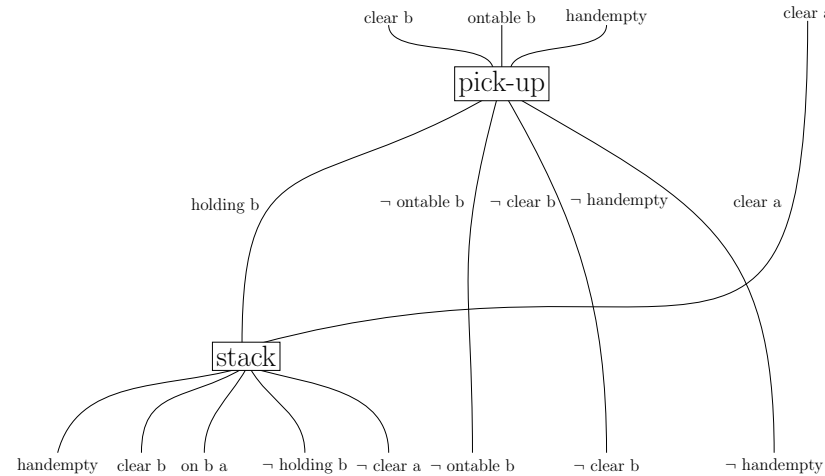 clear b ontable b handempty clear a
pick-up
holding b ¬ ontable b ¬ clear b ¬ handempty clear a
stack
handempty clear b on b a ¬ holding b ¬ clear a ¬ ontable b ¬ clear b ¬ handempty